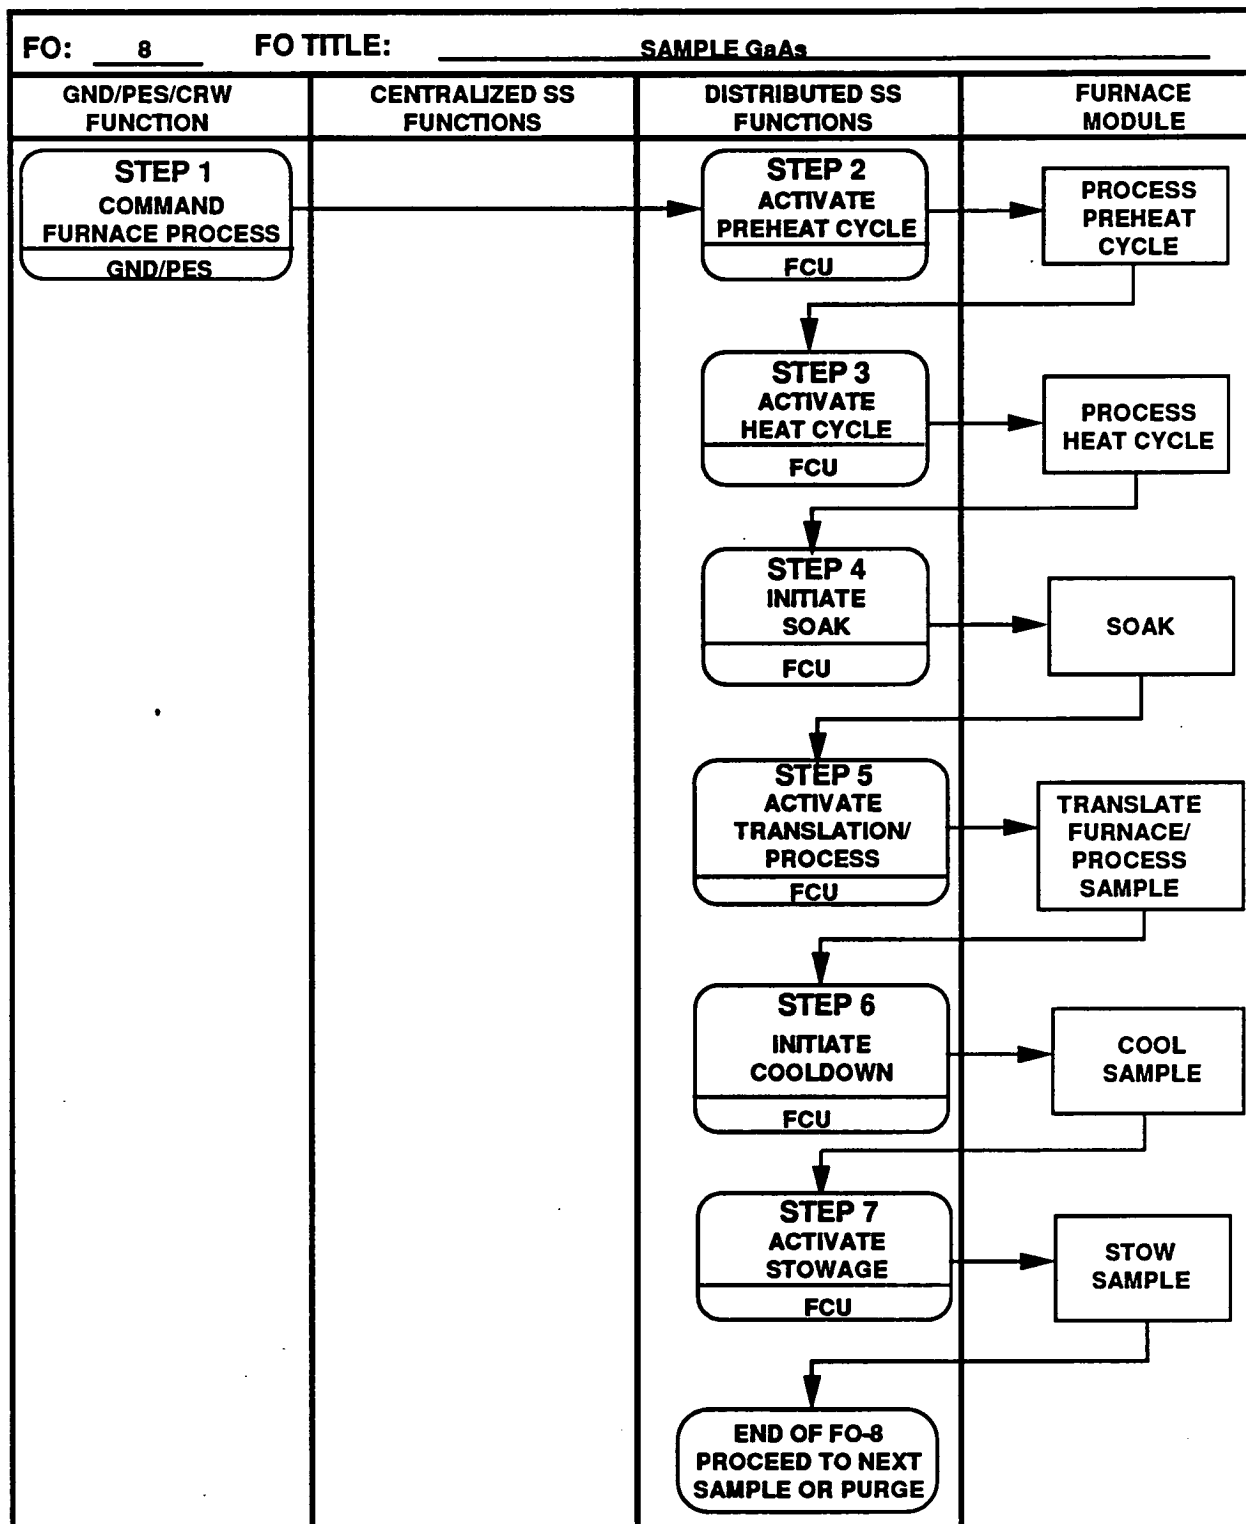 FO: 8 FO TITLE: SAMPLE GaAs
GND/PES/CRW
FUNCTION
CENTRALIZED SS
FUNCTIONS
DISTRIBUTED SS
FUNCTIONS
FURNACE
MODULE
STEP 1
COMMAND
FURNACE PROCESS
GND/PES
STEP 2
ACTIVATE
PREHEAT CYCLE
FCU
PROCESS
PREHEAT
CYCLE
STEP 3
ACTIVATE
HEAT CYCLE
FCU
PROCESS
HEAT CYCLE
STEP 4
INITIATE
SOAK
FCU
SOAK
STEP 5
ACTIVATE
TRANSLATION/
PROCESS
FCU
TRANSLATE
FURNACE/
PROCESS
SAMPLE
STEP 6
INITIATE
COOLDOWN
FCU
COOL
SAMPLE
STEP 7
ACTIVATE
STOWAGE
FCU
STOW
SAMPLE
END OF FO-8
PROCEED TO NEXT
SAMPLE OR PURGE